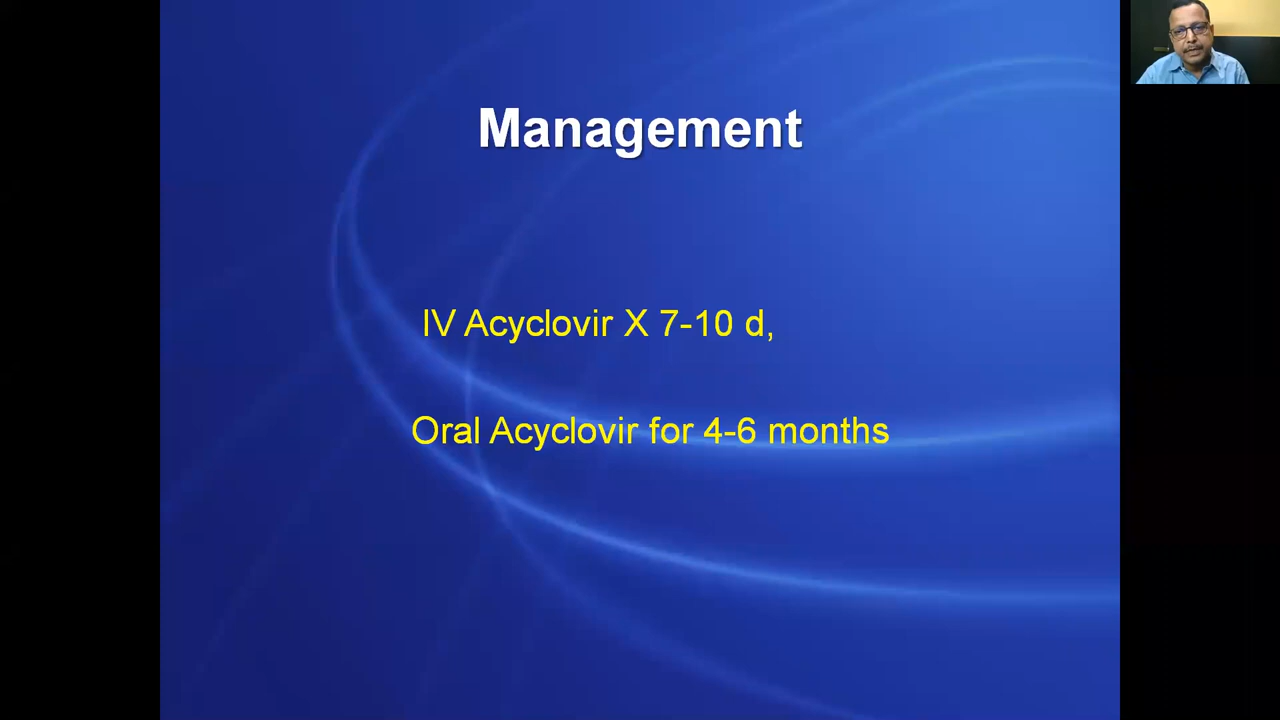 Management
IV Acyclovir X 7-10 d,
Oral Acyclovir for 4-6 months